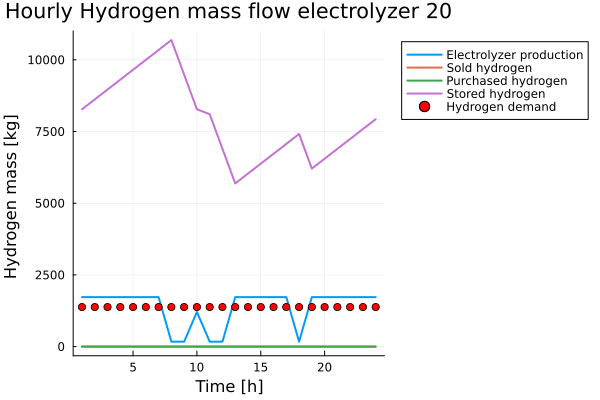 Hourly Hydrogen mass flow electrolyzer 20
Electrolyzer production
Sold hydrogen
Purchased hydrogen
Stored hydrogen
Hydrogen demand
Hydrogen mass [kg]
10000
7500
5000
2500
0
5
10
15
20
Time [h]